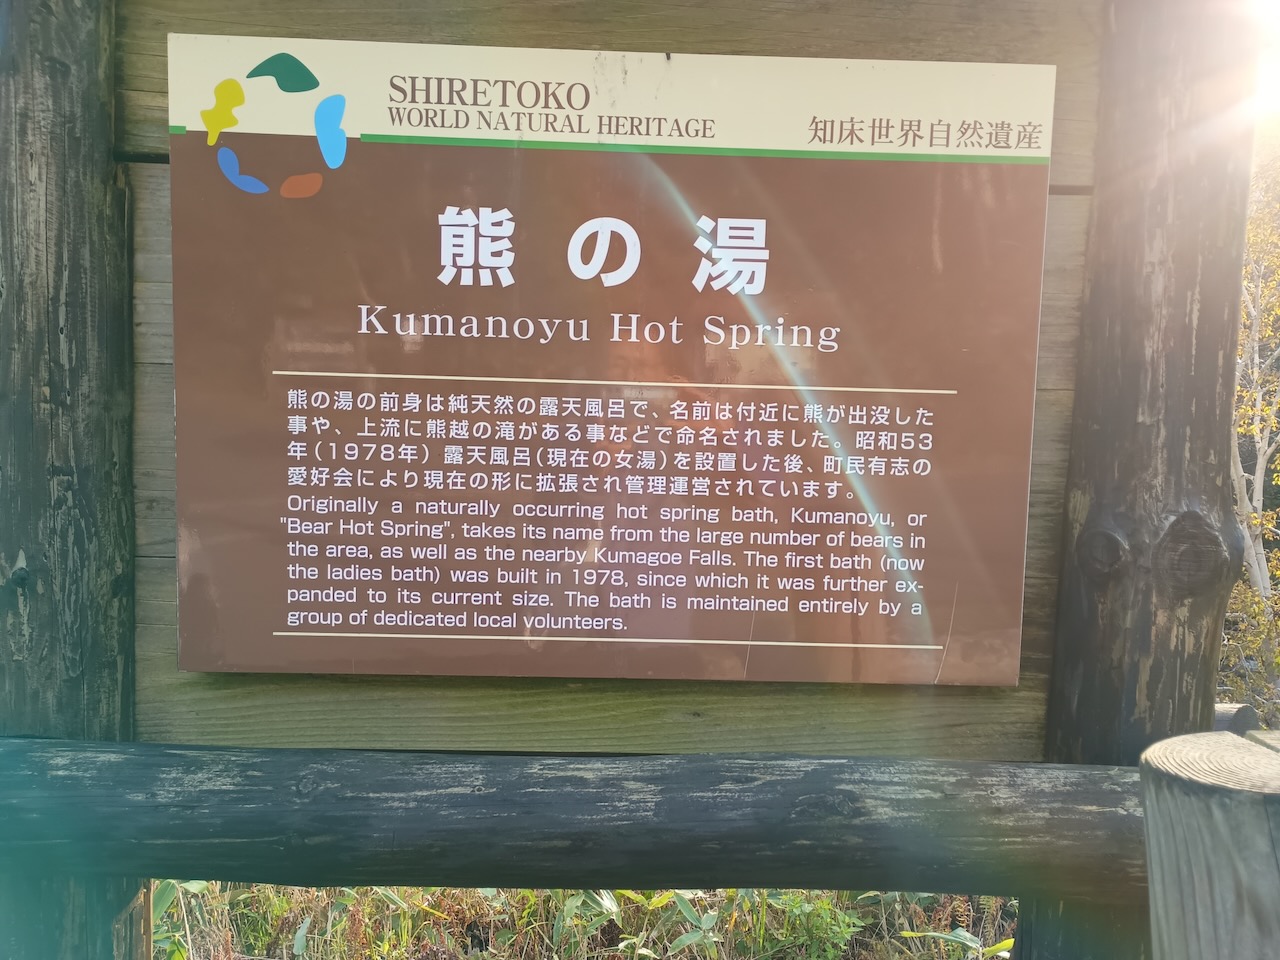 SHIRETOKO
WORLD NATURAL HERITAGE
知床世界自然遺産
熊の湯
Kumanoyu Hot Spring
熊の湯の前身は純天然の露天風呂で、名前は付近に熊が出没した
事や、上流に熊越の滝がある事などで命名されました。昭和53
年(1978年) 露天風呂(現在の女湯)を設置した後、町民有志の
愛好会により現在の形に拡張され管理運営されています。
Originally a naturally occurring hot spring bath, Kumanoyu, or
"Bear Hot Spring", takes its name from the large number of bears in
the area, as well as the nearby Kumagoe Falls. The first bath (now
the ladies bath) was built in 1978, since which it was further ex-
panded to its current size. The bath is maintained entirely by a
group of dedicated local volunteers.